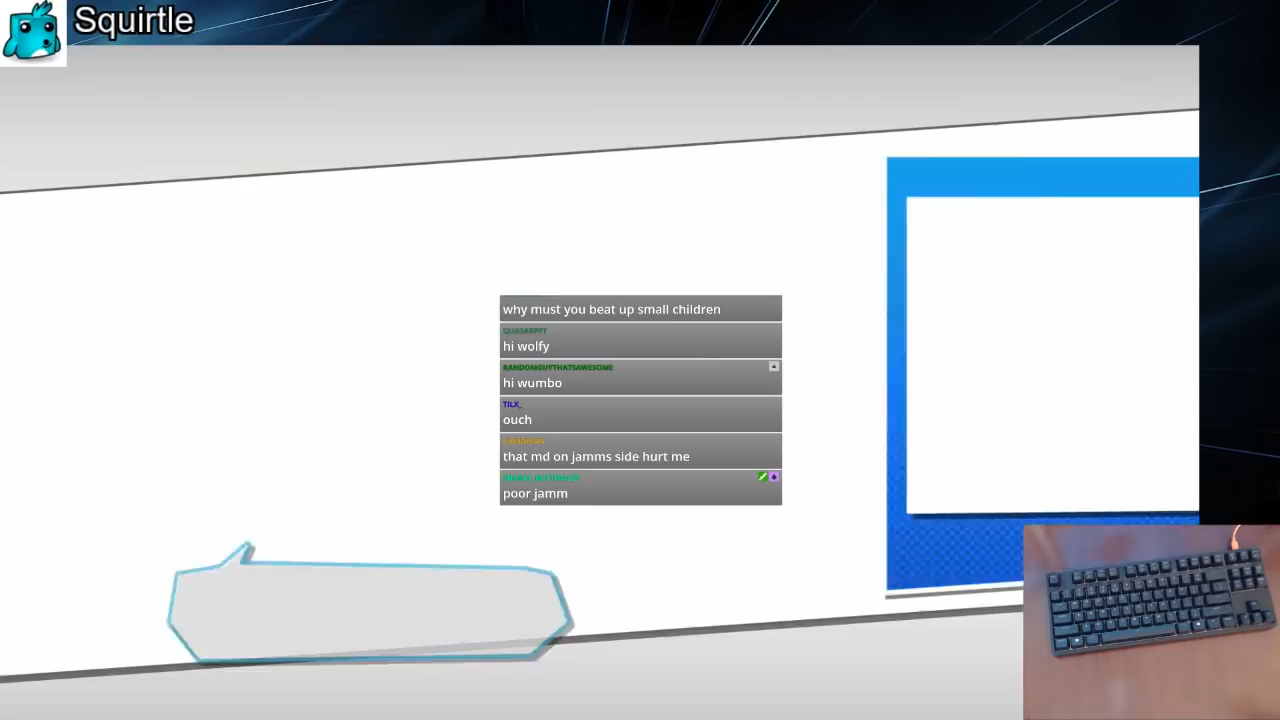 Squirtle
why must you beat up small children
hi wolfy
RANDOMGUYTHATSAWESOME
hi wumbo
TILX_
ouch
that md on jamms side hurt me
poor jamm